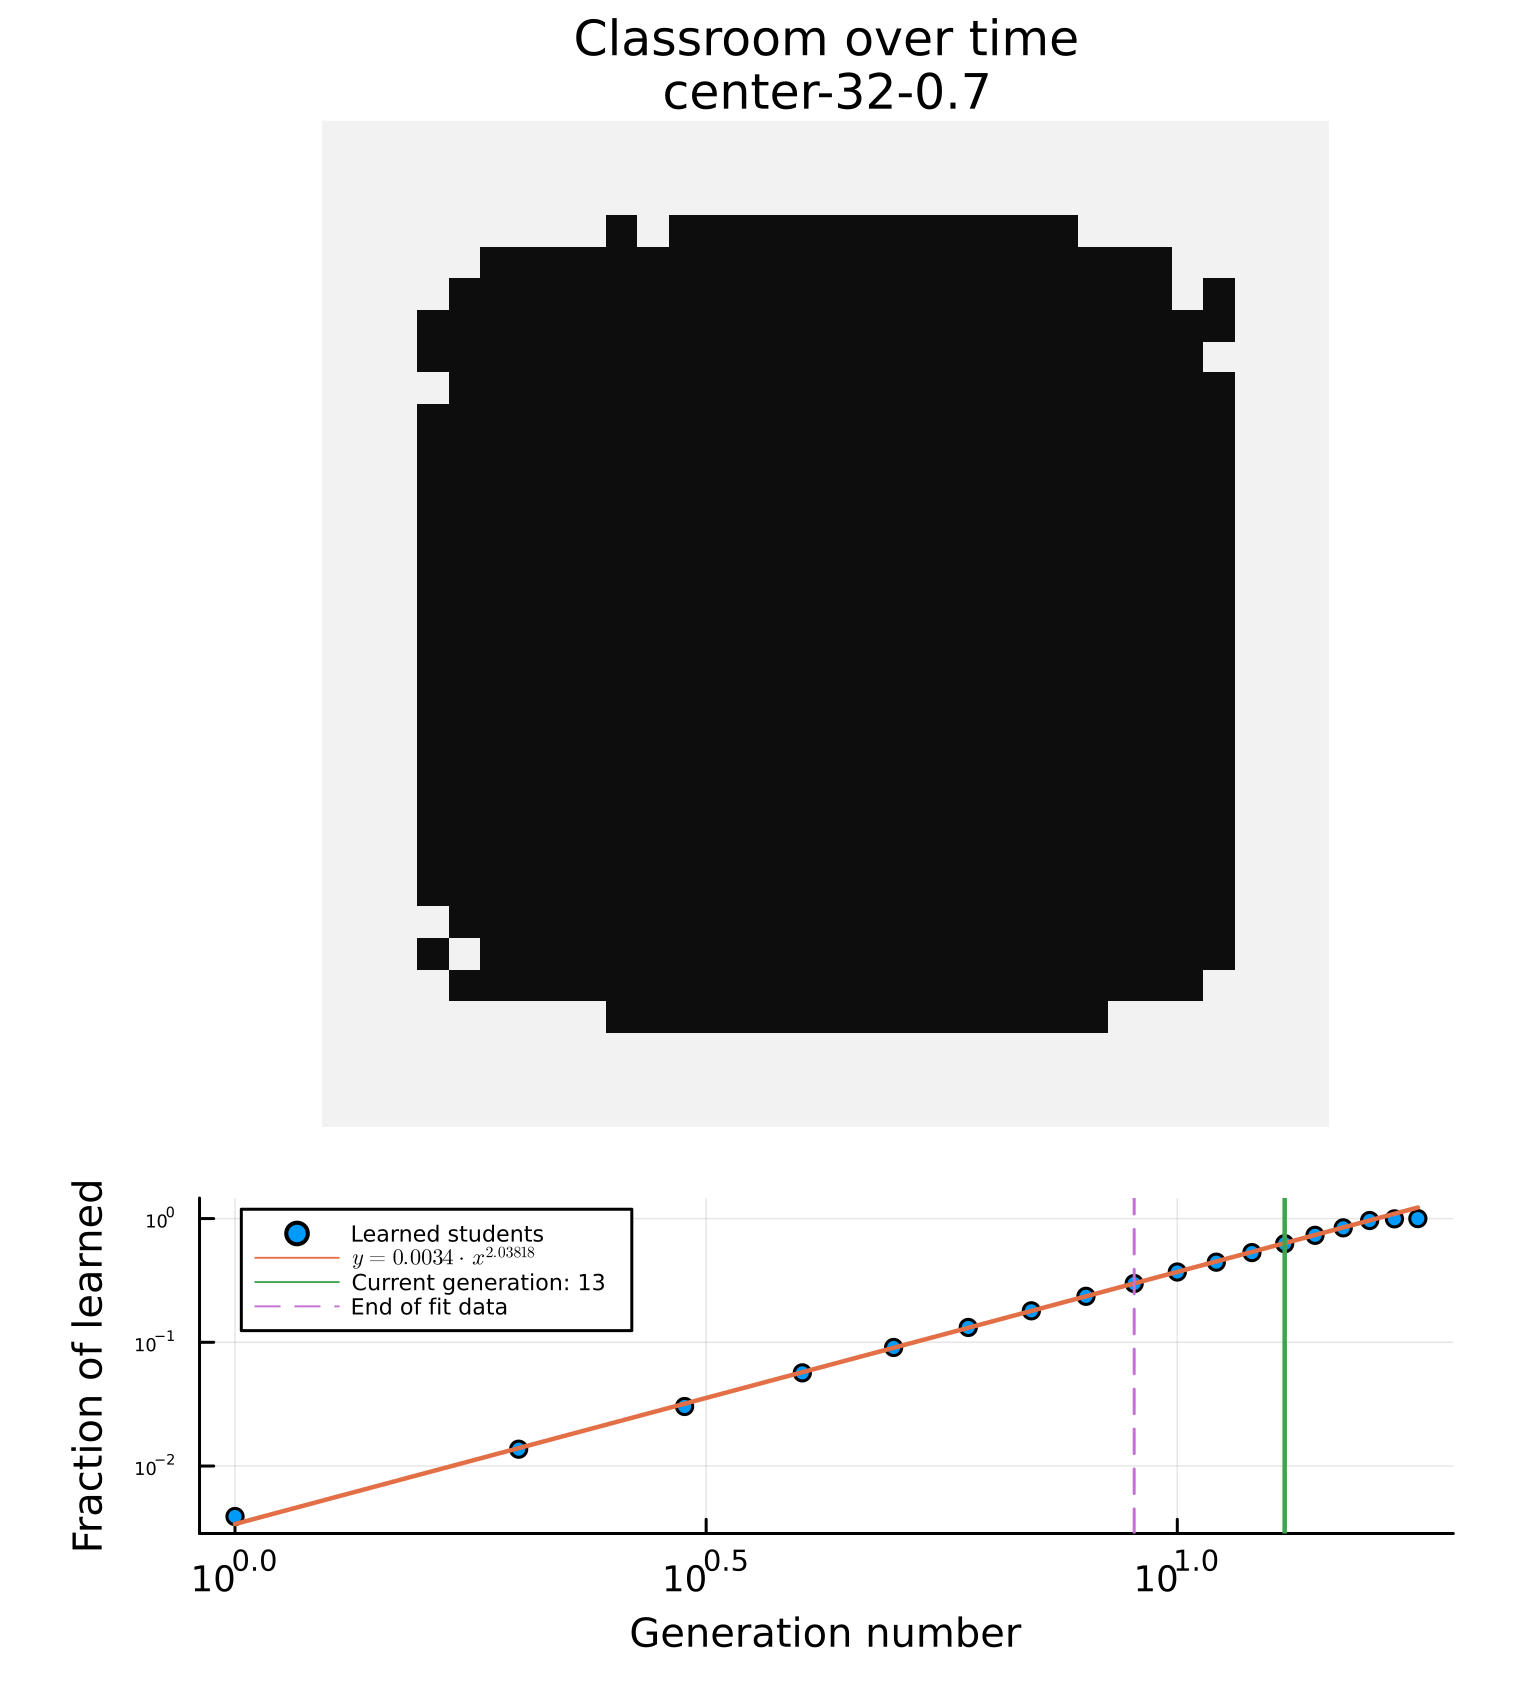 Classroom over time
center-32-0.7
Fraction of learned
10⁰
10⁻¹
10⁻²
Learned students
y = 0.0034 · x^2.03818
Current generation: 13
End of fit data
10^0.0 10^0.5 10^1.0
Generation number